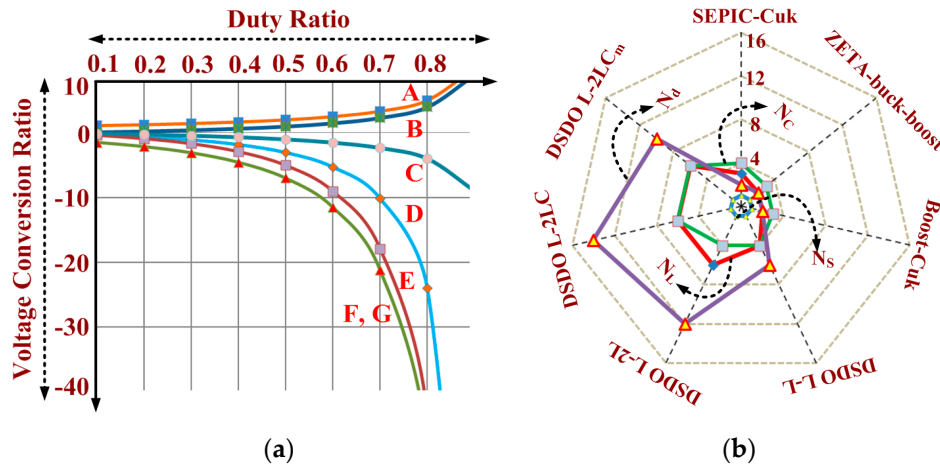 Duty Ratio
0.1 0.2 0.3 0.4 0.5 0.6 0.7 0.8
Voltage Conversion Ratio
10
0
-10
-20
-30
-40
A
B
C
D
E
F, G
(a)
SEPIC-Cuk
ZETA-buck-boost
Boost-Cuk
DSDO L-L
DSDO L-2L
DSDO L-2LC
DSDO L-2LCm
16
12
8
4
Nd
NC
NS
NL
(b)